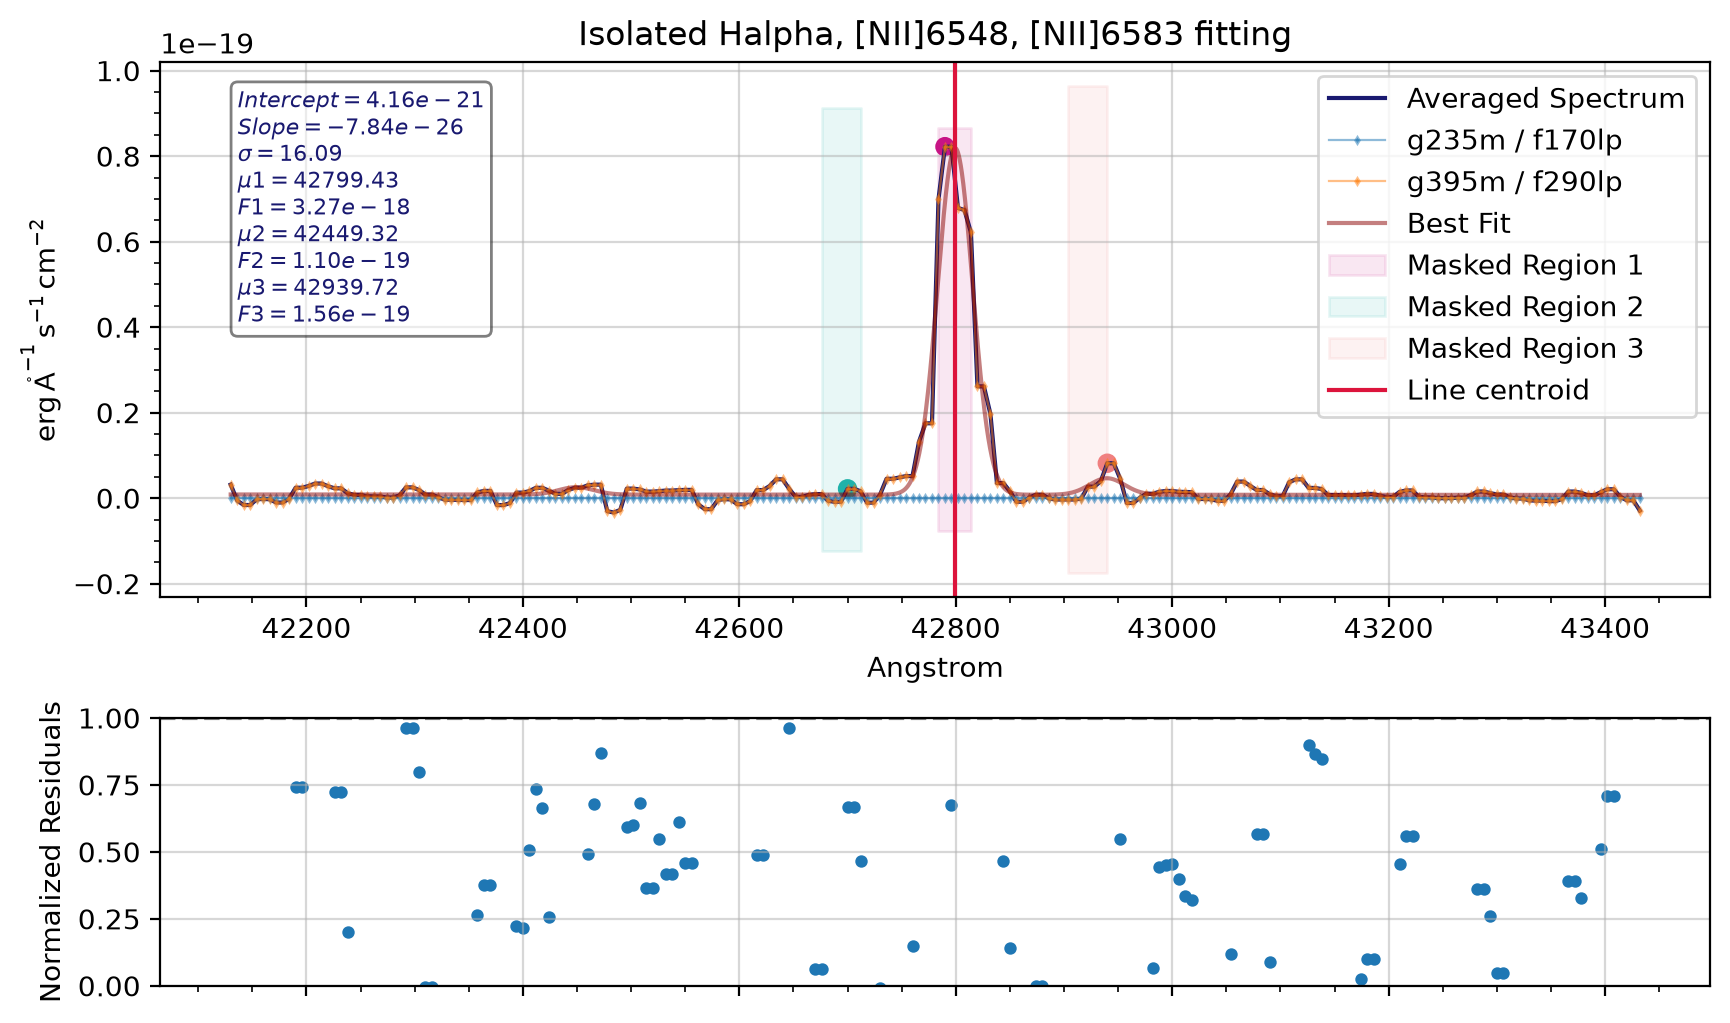 Isolated Halpha, [NII]6548, [NII]6583 fitting
1e−19
1.0
0.8
0.6
0.4
0.2
0.0
−0.2
erg Å⁻¹ s⁻¹ cm⁻²
Intercept = 4.16e − 21
Slope = −7.84e − 26
σ = 16.09
μ1 = 42799.43
F1 = 3.27e − 18
μ2 = 42449.32
F2 = 1.10e − 19
μ3 = 42939.72
F3 = 1.56e − 19
Averaged Spectrum
g235m / f170lp
g395m / f290lp
Best Fit
Masked Region 1
Masked Region 2
Masked Region 3
Line centroid
42200 42400 42600 42800 43000 43200 43400
Angstrom
1.00
0.75
0.50
0.25
0.00
Normalized Residuals